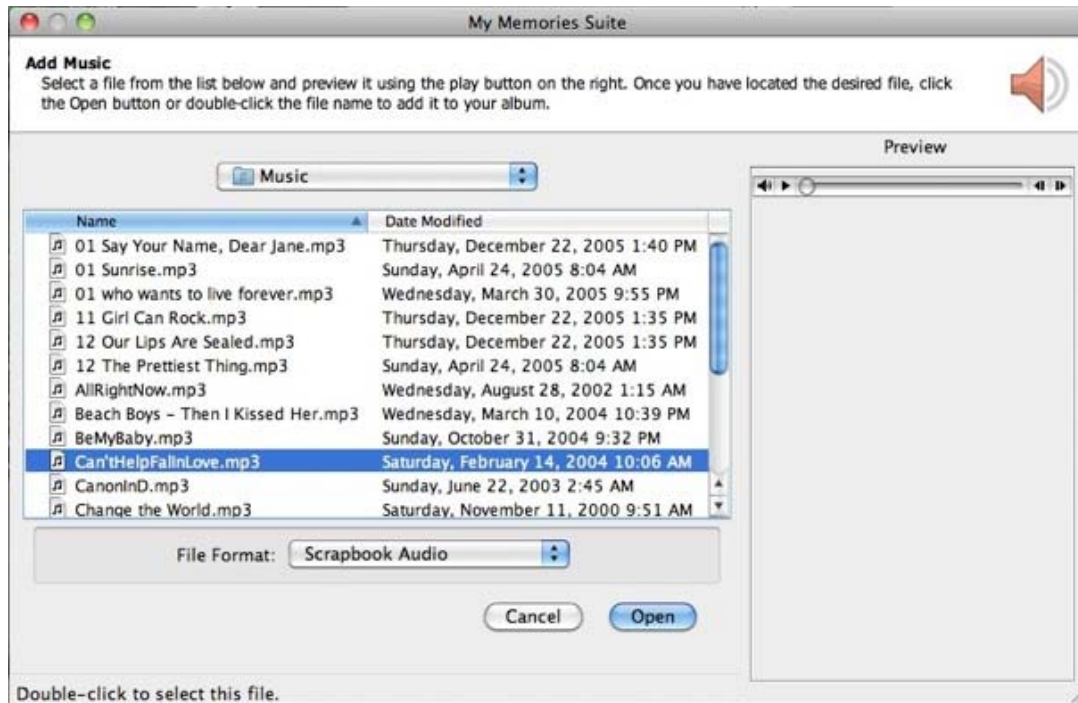 My Memories Suite
Add Music
Select a file from the list below and preview it using the play button on the right. Once you have located the desired file, click
the Open button or double-click the file name to add it to your album.
Preview
Music
Name Date Modified
01 Say Your Name, Dear Jane.mp3 Thursday, December 22, 2005 1:40 PM
01 Sunrise.mp3 Sunday, April 24, 2005 8:04 AM
01 who wants to live forever.mp3 Wednesday, March 30, 2005 9:55 PM
11 Girl Can Rock.mp3 Thursday, December 22, 2005 1:35 PM
12 Our Lips Are Sealed.mp3 Thursday, December 22, 2005 1:35 PM
12 The Prettiest Thing.mp3 Sunday, April 24, 2005 8:04 AM
AllRightNow.mp3 Wednesday, August 28, 2002 1:15 AM
Beach Boys – Then I Kissed Her.mp3 Wednesday, March 10, 2004 10:39 PM
BeMyBaby.mp3 Sunday, October 31, 2004 9:32 PM
Can'tHelpFallnLove.mp3 Saturday, February 14, 2004 10:06 AM
CanonInD.mp3 Sunday, June 22, 2003 2:45 AM
Change the World.mp3 Saturday, November 11, 2000 9:51 AM
File Format: Scrapbook Audio
Cancel Open
Double-click to select this file.